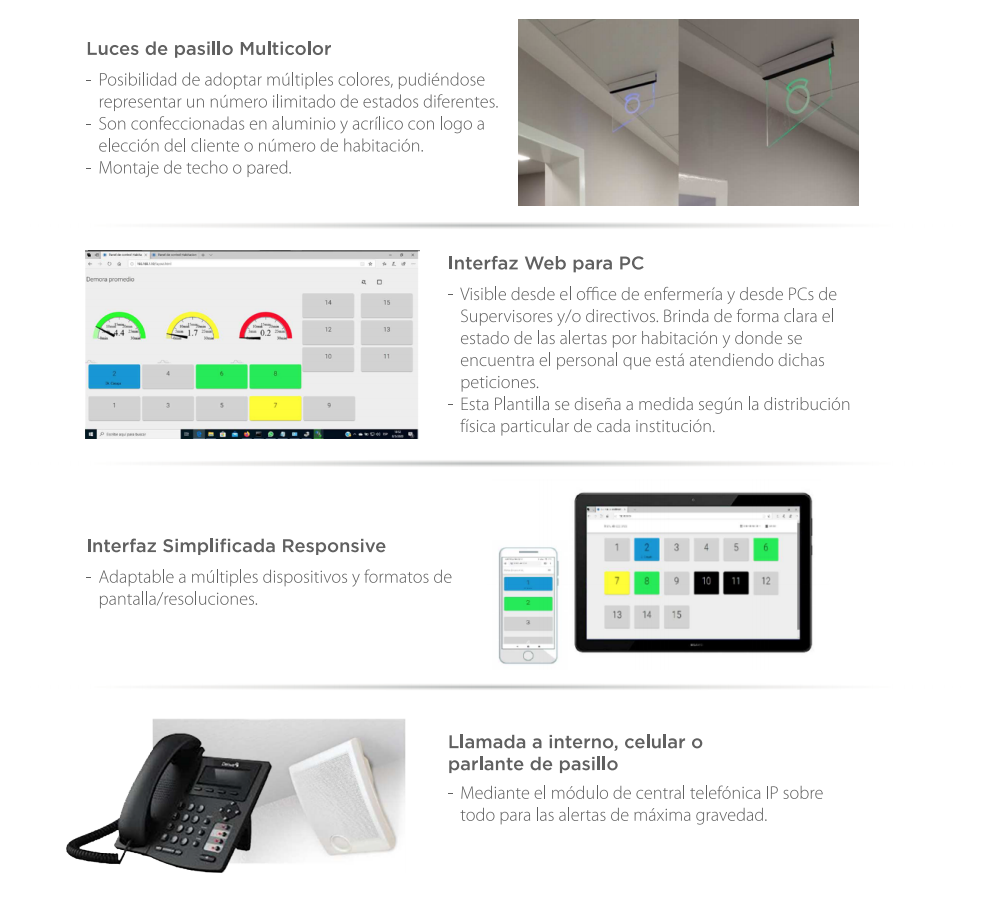 Luces de pasillo Multicolor
- Posibilidad de adoptar múltiples colores, pudiéndose
representar un número ilimitado de estados diferentes.
- Son confeccionadas en aluminio y acrílico con logo a
elección del cliente o número de habitación.
- Montaje de techo o pared.
Demora promedio
4.4
1.7
0.2
14 15
12 13
10 11
2 4 6 8
1 3 5 7 9
Interfaz Web para PC
- Visible desde el office de enfermería y desde PCs de
Supervisores y/o directivos. Brinda de forma clara el
estado de las alertas por habitación y donde se
encuentra el personal que está atendiendo dichas
peticiones.
- Esta Plantilla se diseña a medida según la distribución
física particular de cada institución.
Interfaz Simplificada Responsive
- Adaptable a múltiples dispositivos y formatos de
pantalla/resoluciones.
1
2
3
1 2 3 4 5 6
7 8 9 10 11 12
13 14 15
Llamada a interno, celular o
parlante de pasillo
- Mediante el módulo de central telefónica IP sobre
todo para las alertas de máxima gravedad.